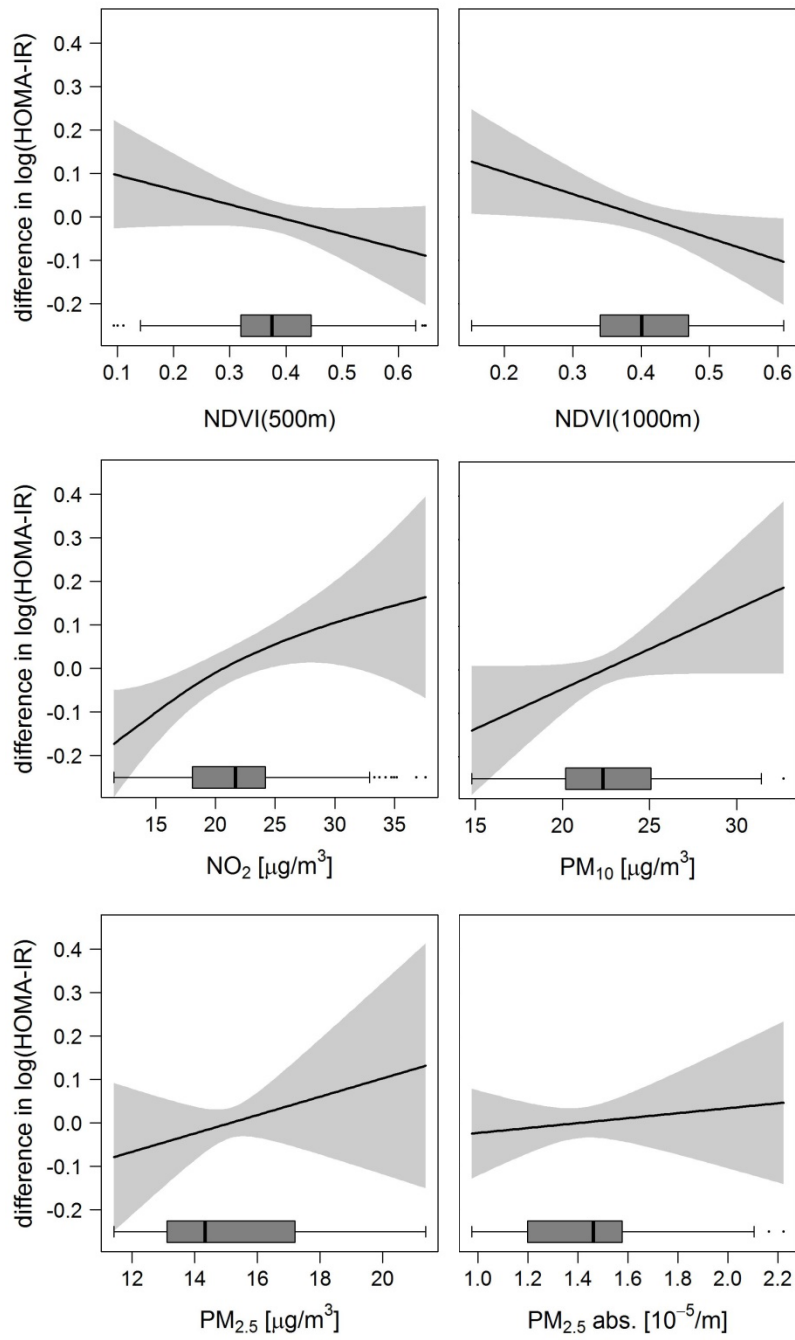 difference in log(HOMA-IR)
0.4
0.3
0.2
0.1
0.0
-0.1
-0.2
0.1 0.2 0.3 0.4 0.5 0.6
NDVI(500m)
0.2 0.3 0.4 0.5 0.6
NDVI(1000m)
difference in log(HOMA-IR)
0.4
0.3
0.2
0.1
0.0
-0.1
-0.2
15 20 25 30 35
NO₂ [µg/m³]
15 20 25 30
PM₁₀ [µg/m³]
difference in log(HOMA-IR)
0.4
0.3
0.2
0.1
0.0
-0.1
-0.2
12 14 16 18 20
PM₂.₅ [µg/m³]
1.0 1.2 1.4 1.6 1.8 2.0 2.2
PM₂.₅ abs. [10⁻⁵/m]